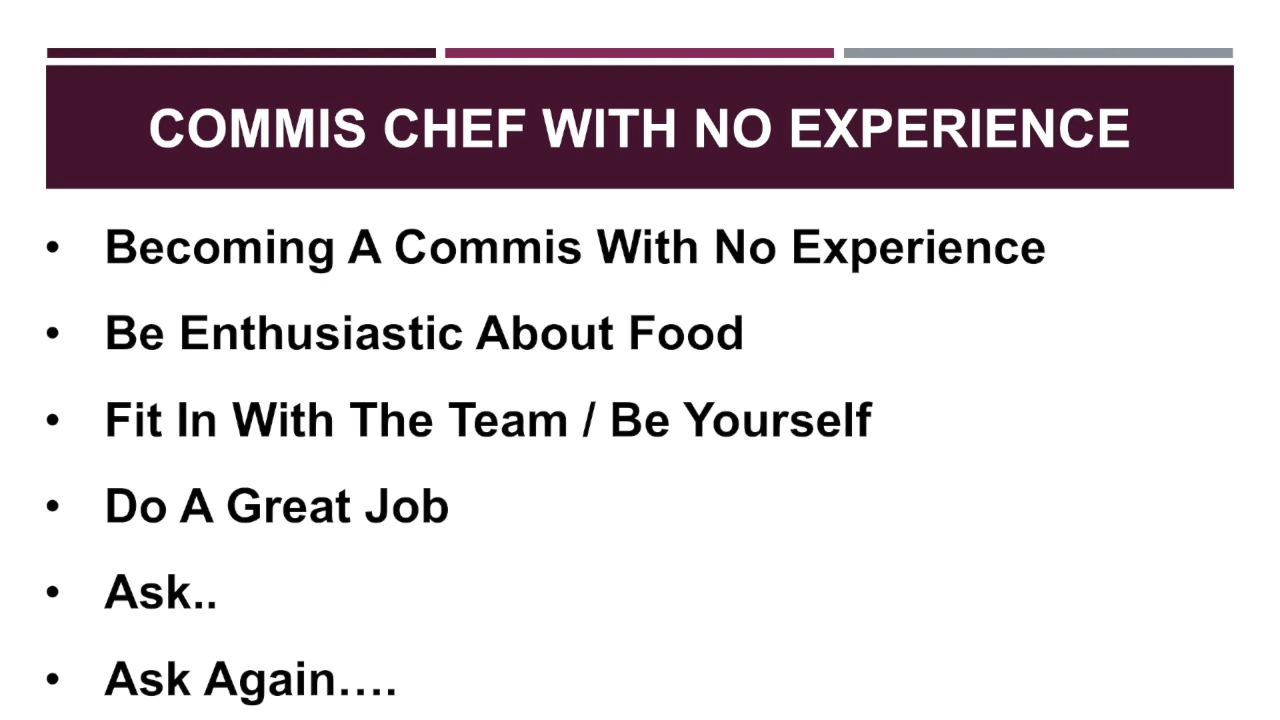 COMMIS CHEF WITH NO EXPERIENCE
• Becoming A Commis With No Experience
• Be Enthusiastic About Food
• Fit In With The Team / Be Yourself
• Do A Great Job
• Ask..
• Ask Again....